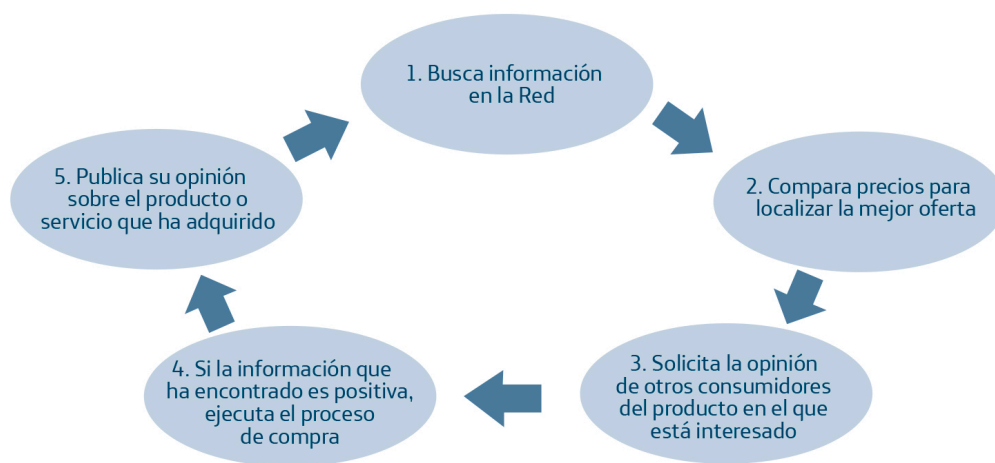 1. Busca información
en la Red
2. Compara precios para
localizar la mejor oferta
3. Solicita la opinión
de otros consumidores
del producto en el que
está interesado
4. Si la información que
ha encontrado es positiva,
ejecuta el proceso
de compra
5. Publica su opinión
sobre el producto o
servicio que ha adquirido